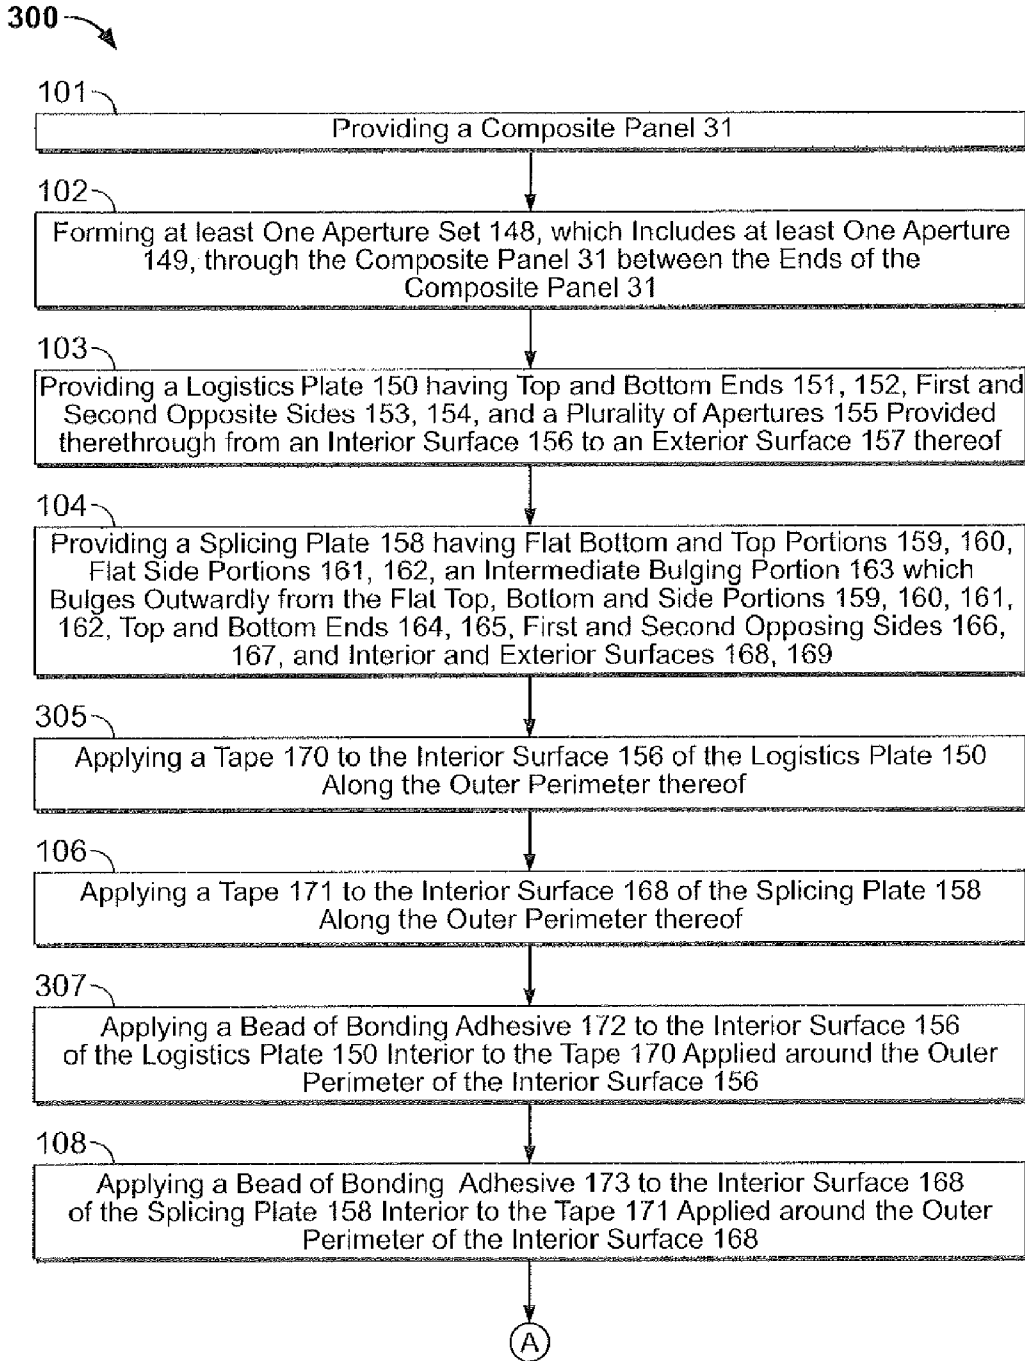 300
101
Providing a Composite Panel 31
102
Forming at least One Aperture Set 148, which Includes at least One Aperture
149, through the Composite Panel 31 between the Ends of the
Composite Panel 31
103
Providing a Logistics Plate 150 having Top and Bottom Ends 151, 152, First and
Second Opposite Sides 153, 154, and a Plurality of Apertures 155 Provided
therethrough from an Interior Surface 156 to an Exterior Surface 157 thereof
104
Providing a Splicing Plate 158 having Flat Bottom and Top Portions 159, 160,
Flat Side Portions 161, 162, an Intermediate Bulging Portion 163 which
Bulges Outwardly from the Flat Top, Bottom and Side Portions 159, 160, 161,
162, Top and Bottom Ends 164, 165, First and Second Opposing Sides 166,
167, and Interior and Exterior Surfaces 168, 169
305
Applying a Tape 170 to the Interior Surface 156 of the Logistics Plate 150
Along the Outer Perimeter thereof
106
Applying a Tape 171 to the Interior Surface 168 of the Splicing Plate 158
Along the Outer Perimeter thereof
307
Applying a Bead of Bonding Adhesive 172 to the Interior Surface 156
of the Logistics Plate 150 Interior to the Tape 170 Applied around the Outer
Perimeter of the Interior Surface 156
108
Applying a Bead of Bonding Adhesive 173 to the Interior Surface 168
of the Splicing Plate 158 Interior to the Tape 171 Applied around the Outer
Perimeter of the Interior Surface 168
A